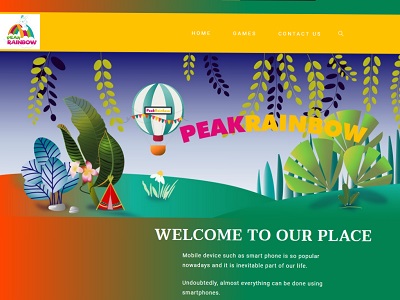 PEAK
RAINBOW
HOME GAMES CONTACT US
PeakRainbow
PEAKRAINBOW
WELCOME TO OUR PLACE
Mobile device such as smart phone is so popular
nowadays and it is inevitable part of our life.
Undoubtedly, almost everything can be done using
smartphones.